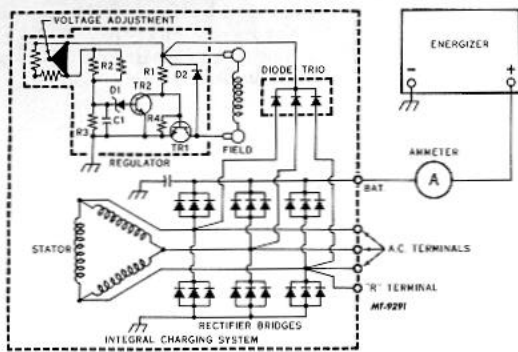 VOLTAGE ADJUSTMENT
ENERGIZER
- +
R2
R1
D2
DIODE TRIO
D1
TR2
C1
R4
R3
TR1
FIELD
REGULATOR
AMMETER
A
BAT.
STATOR
A.C. TERMINALS
"R" TERMINAL
MT-9291
RECTIFIER BRIDGES
INTEGRAL CHARGING SYSTEM